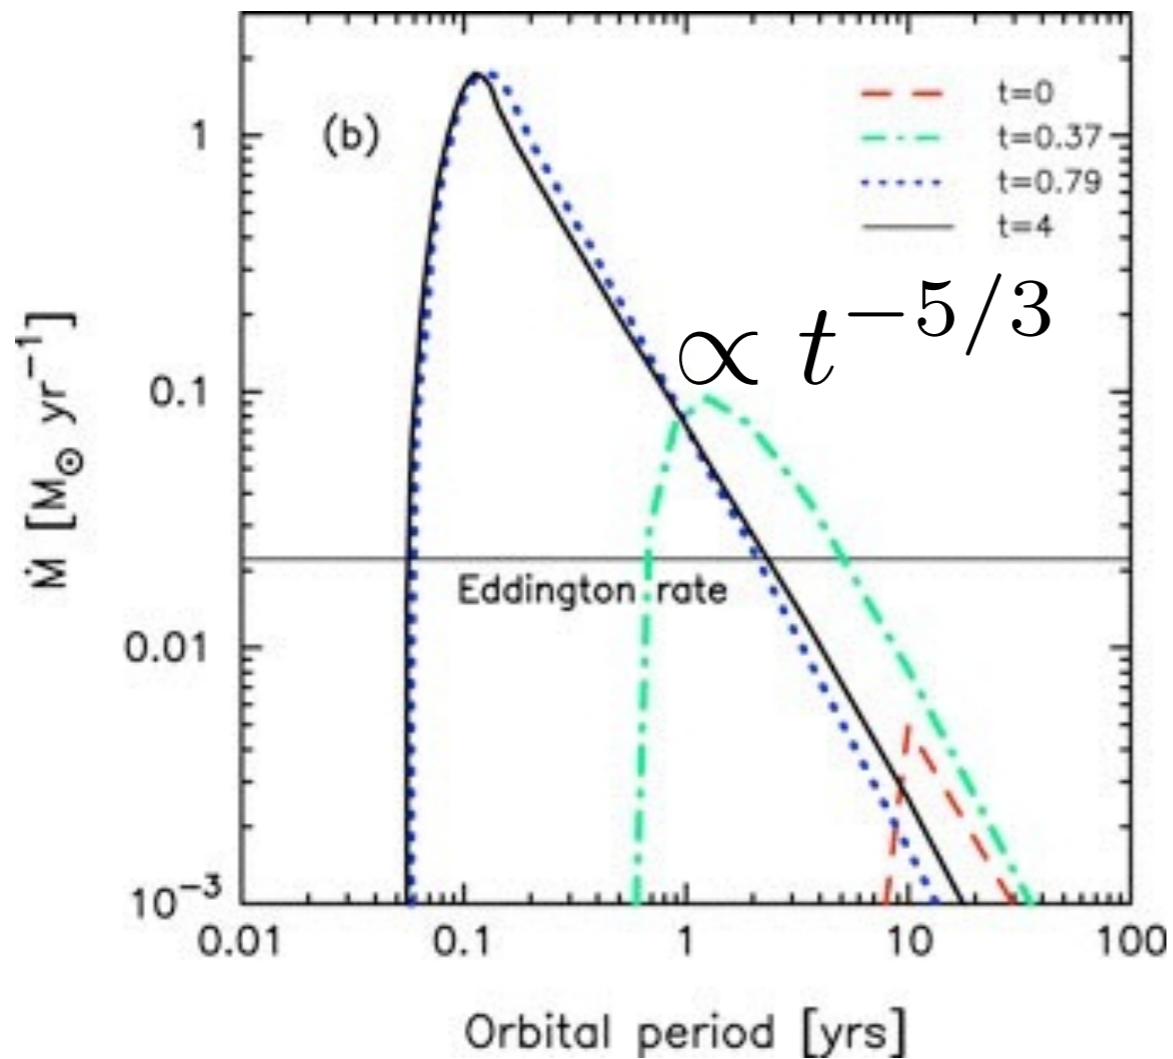 (b)
t=0
t=0.37
t=0.79
t=4
∝ t^{-5/3}
Eddington rate
Ṁ [M⊙ yr⁻¹]
1
0.1
0.01
10⁻³
0.01 0.1 1 10 100
Orbital period [yrs]